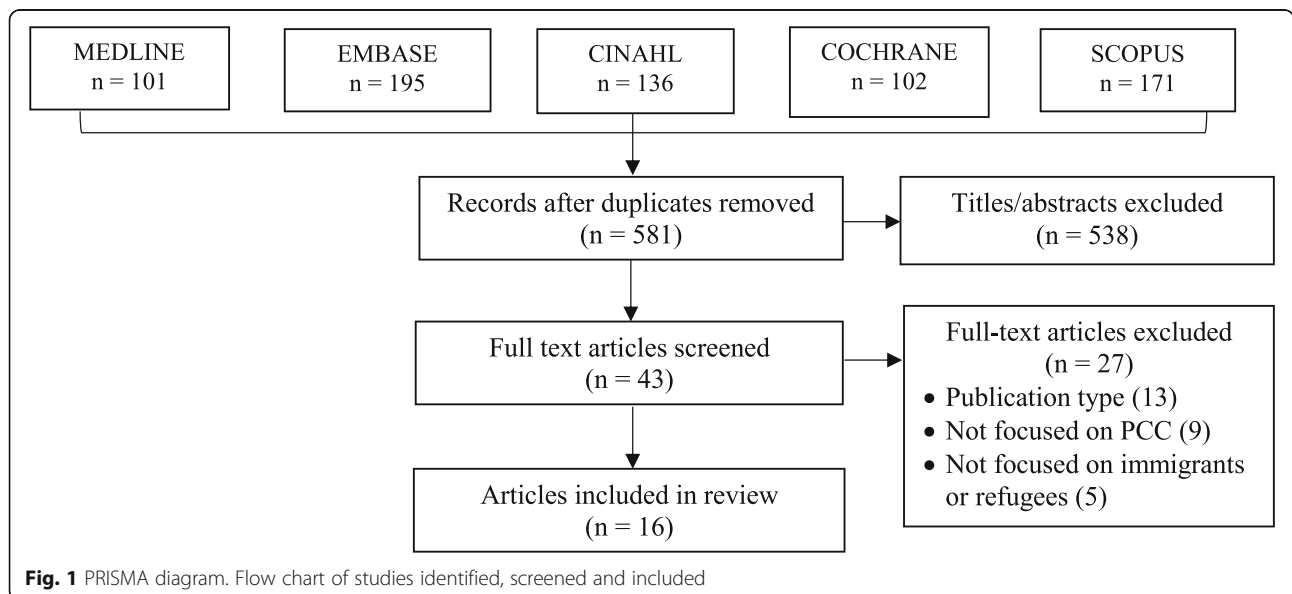 MEDLINE
n = 101
EMBASE
n = 195
CINAHL
n = 136
COCHRANE
n = 102
SCOPUS
n = 171
Records after duplicates removed
(n = 581)
Titles/abstracts excluded
(n = 538)
Full text articles screened
(n = 43)
Full-text articles excluded
(n = 27)
• Publication type (13)
• Not focused on PCC (9)
• Not focused on immigrants
or refugees (5)
Articles included in review
(n = 16)
Fig. 1 PRISMA diagram. Flow chart of studies identified, screened and included